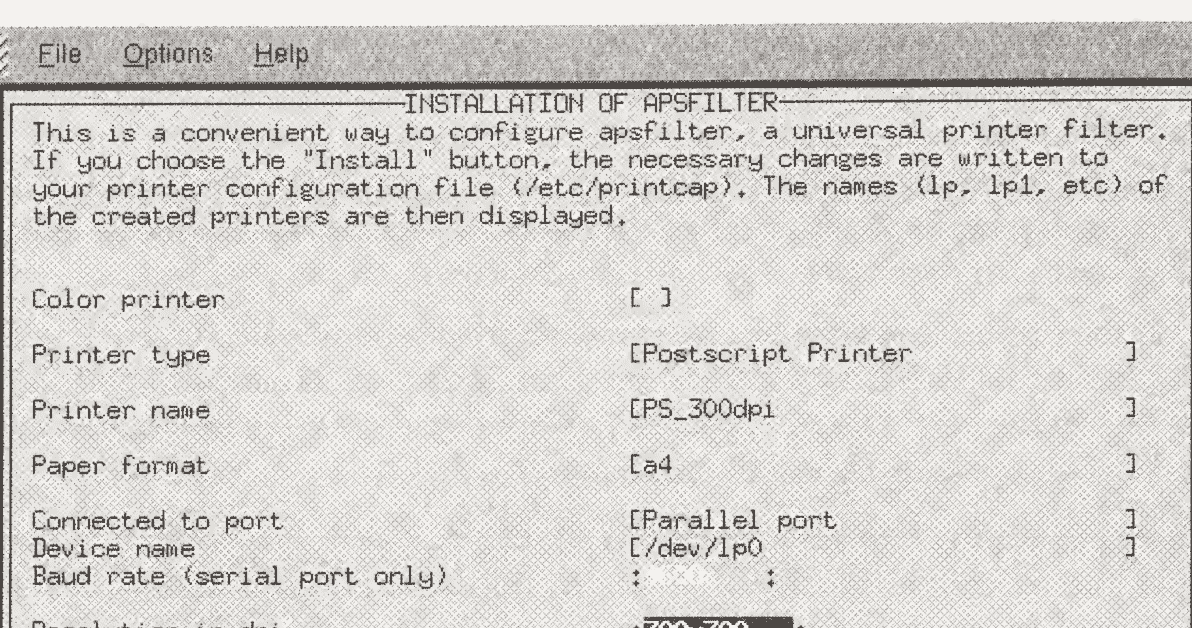 File Options Help
INSTALLATION OF APSFILTER
This is a convenient way to configure apsfilter, a universal printer filter.
If you choose the "Install" button, the necessary changes are written to
your printer configuration file (/etc/printcap). The names (lp, lp1, etc) of
the created printers are then displayed.
Color printer [ ]
Printer type [Postscript Printer ]
Printer name [PS_300dpi ]
Paper format [a4 ]
Connected to port [Parallel port ]
Device name [/dev/lp0 ]
Baud rate (serial port only) : :